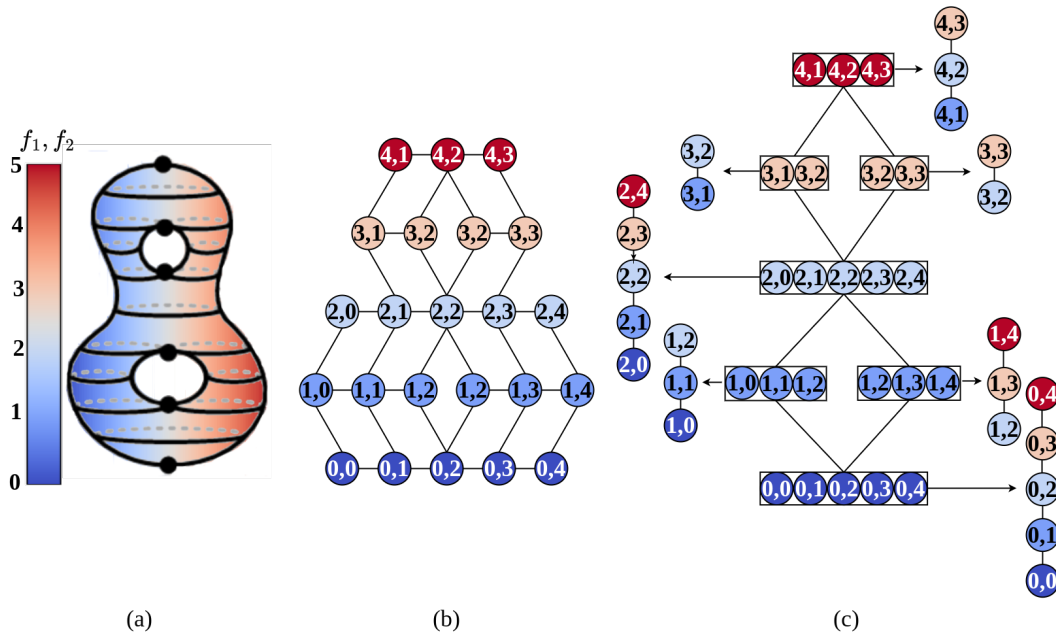 f₁, f₂
5
4
3
2
1
0
(a)
4,1 4,2 4,3
3,1 3,2 3,2 3,3
2,0 2,1 2,2 2,3 2,4
1,0 1,1 1,2 1,2 1,3 1,4
0,0 0,1 0,2 0,3 0,4
(b)
4,1 4,2 4,3
4,3
4,2
4,1
3,2
3,1
3,1 3,2
3,2 3,3
3,3
3,2
2,4
2,3
2,2
2,1
2,0
2,0 2,1 2,2 2,3 2,4
1,2
1,1
1,0
1,0 1,1 1,2
1,2 1,3 1,4
1,4
1,3
1,2
0,0 0,1 0,2 0,3 0,4
0,4
0,3
0,2
0,1
0,0
(c)